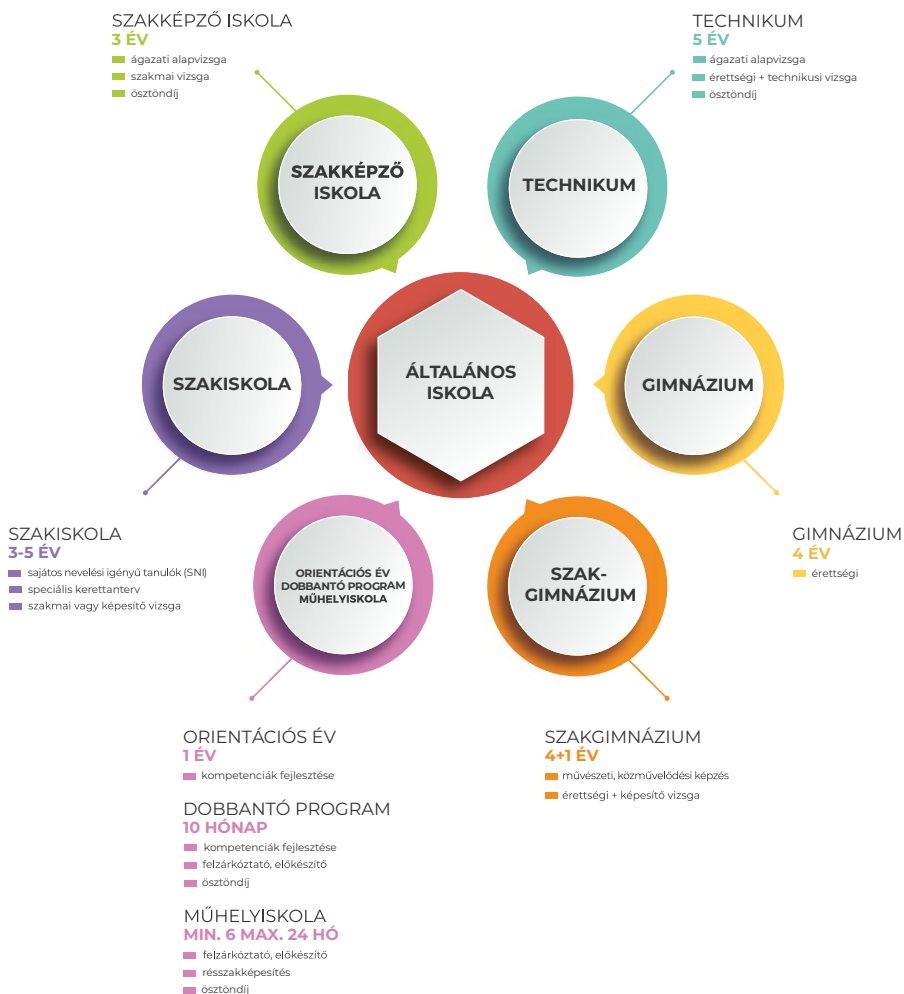 SZAKKÉPZŐ ISKOLA
3 ÉV
ágazati alapvizsga
szakmai vizsga
ösztöndíj
TECHNIKUM
5 ÉV
ágazati alapvizsga
érettségi + technikusi vizsga
ösztöndíj
SZAKKÉPZŐ
ISKOLA
TECHNIKUM
SZAKISKOLA
ÁLTALÁNOS
ISKOLA
GIMNÁZIUM
SZAKISKOLA
3-5 ÉV
sajátos nevelési igényű tanulók (SNI)
speciális kerettanterv
szakmai vagy képesítő vizsga
ORIENTÁCIÓS ÉV
DOBBANTÓ PROGRAM
MŰHELYISKOLA
SZAK-
GIMNÁZIUM
GIMNÁZIUM
4 ÉV
érettségi
ORIENTÁCIÓS ÉV
1 ÉV
kompetenciák fejlesztése
DOBBANTÓ PROGRAM
10 HÓNAP
kompetenciák fejlesztése
felzárkóztató, előkészítő
ösztöndíj
MŰHELYISKOLA
MIN. 6 MAX. 24 HÓ
felzárkóztató, előkészítő
résszakképesítés
ösztöndíj
SZAKGIMNÁZIUM
4+1 ÉV
művészeti, közművelődési képzés
érettségi + képesítő vizsga